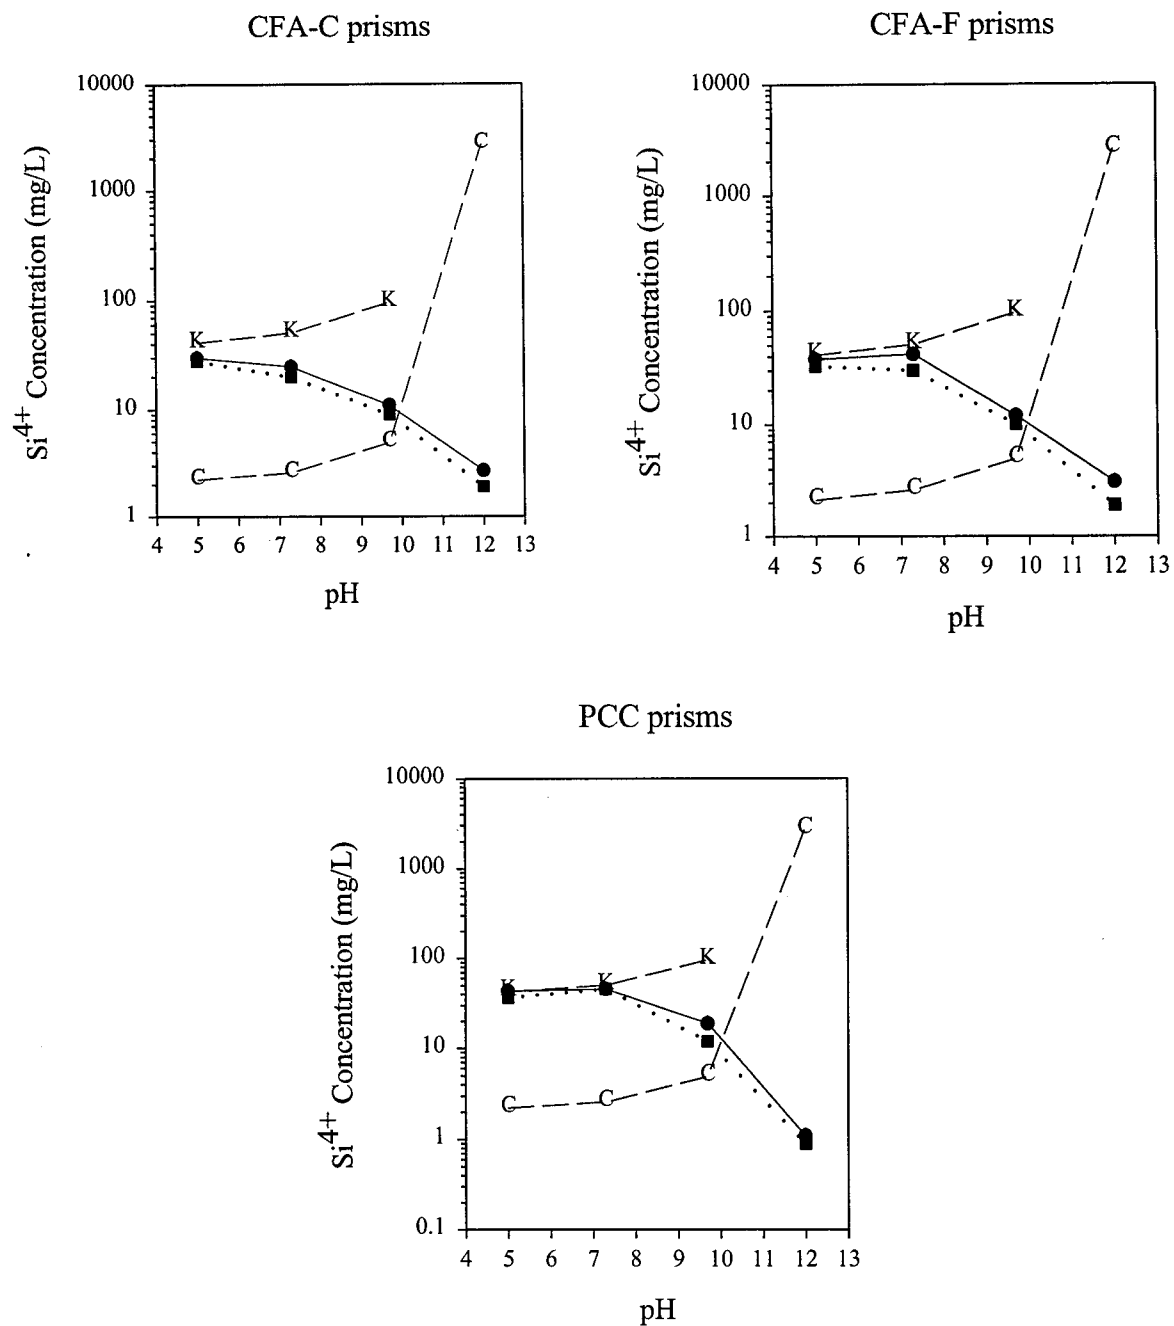 CFA-C prisms
10000
1000
100
10
1
Si4+ Concentration (mg/L)
K K K
C C C C
4 5 6 7 8 9 10 11 12 13
pH
CFA-F prisms
10000
1000
100
10
1
Si4+ Concentration (mg/L)
K K K
C C C C
4 5 6 7 8 9 10 11 12 13
pH
PCC prisms
10000
1000
100
10
1
0.1
Si4+ Concentration (mg/L)
K K K
C C C C
4 5 6 7 8 9 10 11 12 13
pH